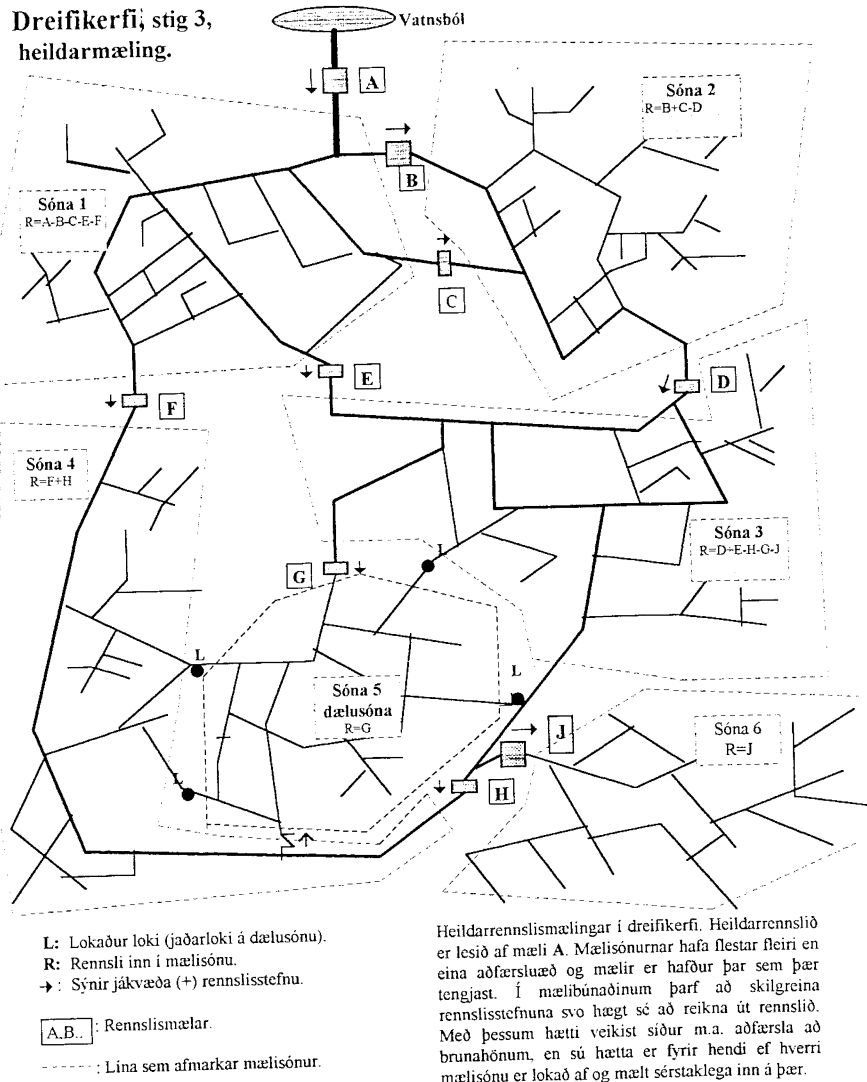 Dreifikerfi, stig 3,
heildarmæling.
Vatnsból
A
Sóna 2
R=B+C-D
B
Sóna 1
R=A-B-C-E-F
C
E
D
F
Sóna 4
R=F+H
L
Sóna 3
R=D+E-H-G-J
G
L
L
Sóna 5
dælusóna
R=G
J
Sóna 6
R=J
L
H
L: Lokaður loki (jaðarloki á dælusónu).
R: Rennsli inn í mælisónu.
→ : Sýnir jákvæða (+) rennslisstefnu.
A.B.. : Rennslismælar.
------ : Lína sem afmarkar mælisónur.
Heildarrennslismælingar í dreifikerfi. Heildarrennslið
er lesið af mæli A. Mælisónurnar hafa flestar fleiri en
eina aðfærsluæð og mælir er hafður þar sem þær
tengjast. Í mælibúnaðinum þarf að skilgreina
rennslisstefnuna svo hægt sé að reikna út rennslið.
Með þessum hætti veikist síður m.a. aðfærsla að
brunahönum, en sú hætta er fyrir hendi ef hverri
mælisónu er lokað af og mælt sérstaklega inn á þær.